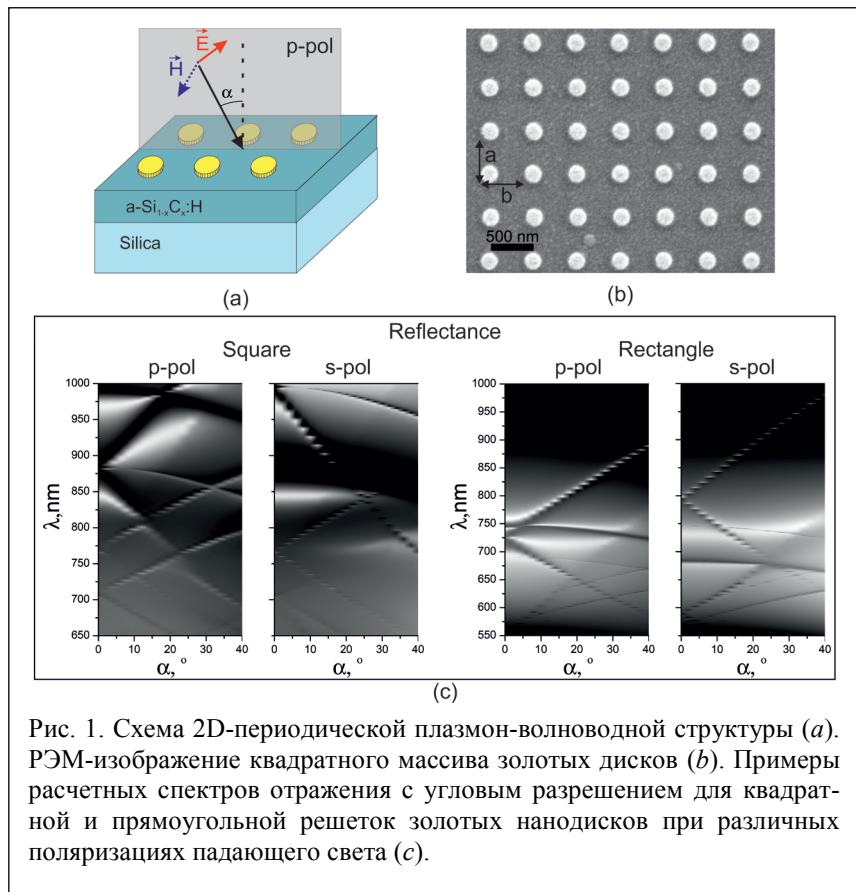 E
H
p-pol
α
a-Si1-xCx:H
Silica
(a)
a
b
500 nm
(b)
Reflectance
Square
Rectangle
p-pol
s-pol
p-pol
s-pol
λ,nm
1000
950
900
850
800
750
700
650
0 10 20 30 40
α, °
0 10 20 30 40
λ,nm
1000
950
900
850
800
750
700
650
600
550
0 10 20 30 40
α, °
0 10 20 30 40
α, °
(c)
Рис. 1. Схема 2D-периодической плазмон-волноводной структуры (a).
РЭМ-изображение квадратного массива золотых дисков (b). Примеры
расчетных спектров отражения с угловым разрешением для квадрат-
ной и прямоугольной решеток золотых нанодисков при различных
поляризациях падающего света (c).